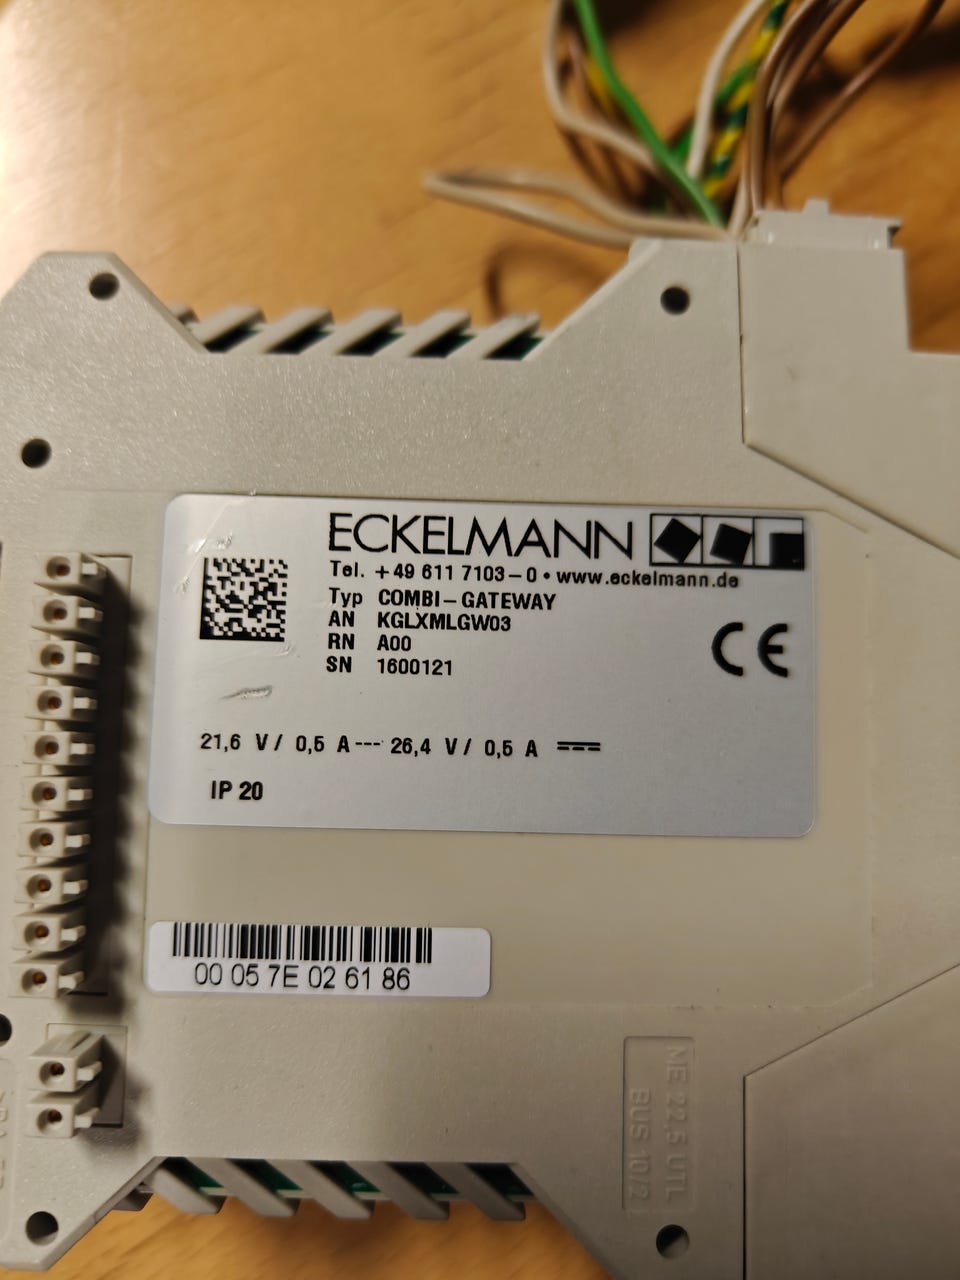 ECKELMANN
Tel. +49 611 7103-0 • www.eckelmann.de
Typ COMBI-GATEWAY
AN KGLXMLGW03
RN A00
SN 1600121
CE
21,6 V / 0,5 A --- 26,4 V / 0,5 A
IP 20
00 05 7E 02 61 86
ME 22,5 UTL
BUS 10/2